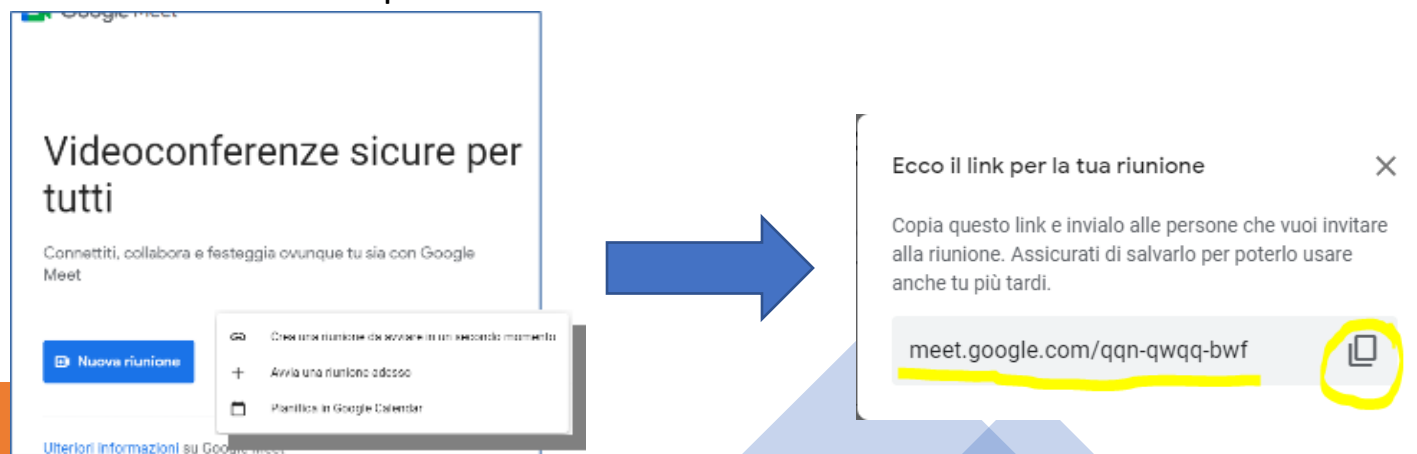 Google Meet
Videoconferenze sicure per
tutti
Connettiti, collabora e festeggia ovunque tu sia con Google
Meet
Nuova riunione
Crea una riunione da avviare in un secondo momento
Avvia una riunione adesso
Pianifica in Google Calendar
Ulteriori informazioni su Google Meet
Ecco il link per la tua riunione
Copia questo link e invialo alle persone che vuoi invitare
alla riunione. Assicurati di salvarlo per poterlo usare
anche tu più tardi.
meet.google.com/qqn-qwqq-bwf